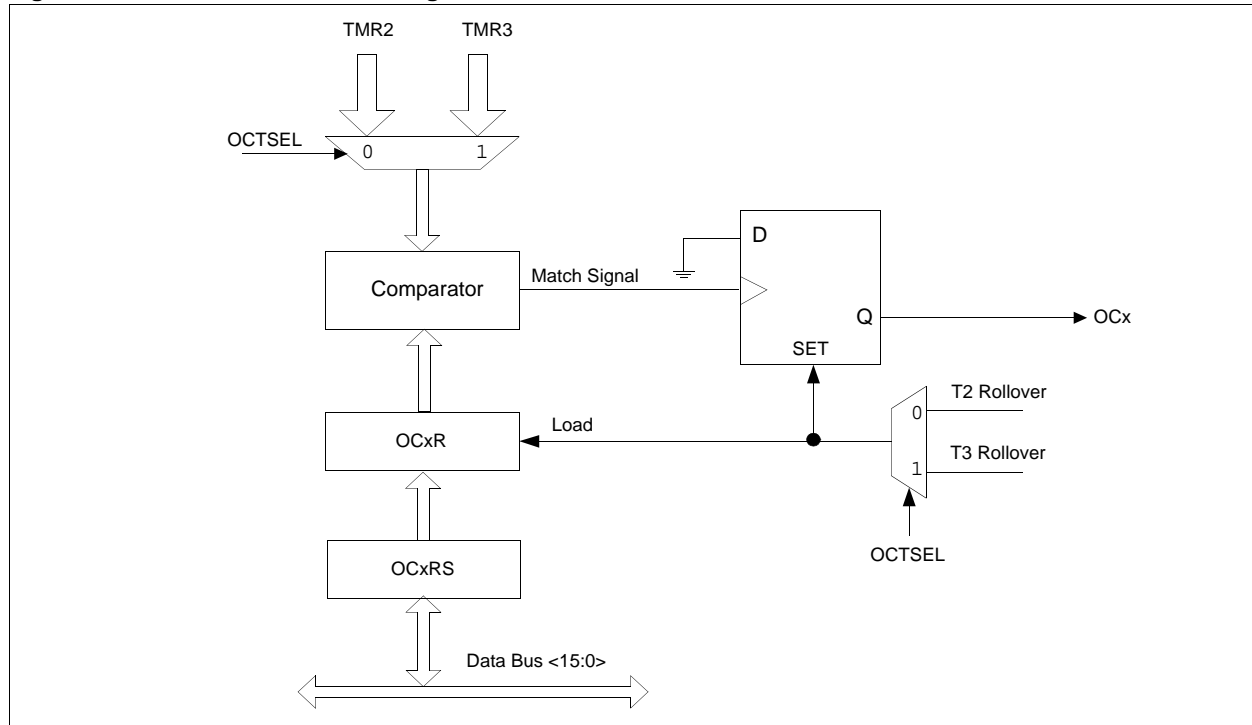 TMR2 TMR3
OCTSEL
0 1
D
Match Signal
Comparator
Q
OCx
SET
T2 Rollover
0
Load
OCxR
T3 Rollover
1
OCTSEL
OCxRS
Data Bus <15:0>